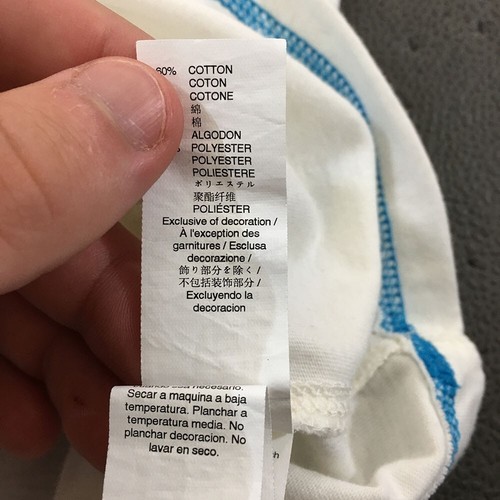 60% COTTON
COTON
COTONE
綿
棉
ALGODON
% POLYESTER
POLYESTER
POLIESTERE
ポリエステル
聚酯纤维
POLIÉSTER
Exclusive of decoration /
À l'exception des
garnitures / Esclusa
decorazione /
飾り部分を除く /
不包括装饰部分 /
Excluyendo la
decoracion
necesario.
Secar a maquina a baja
temperatura. Planchar a
temperatura media. No
planchar decoracion. No
lavar en seco.